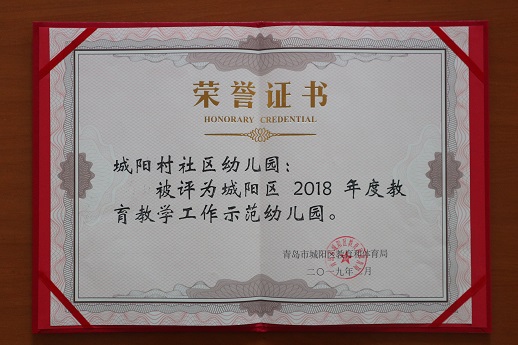 荣誉证书
HONORARY CREDENTIAL
城阳村社区幼儿园:
被评为城阳区 2018 年度教
育教学工作示范幼儿园。
青岛市城阳区教育和体育局
二〇一九年 月